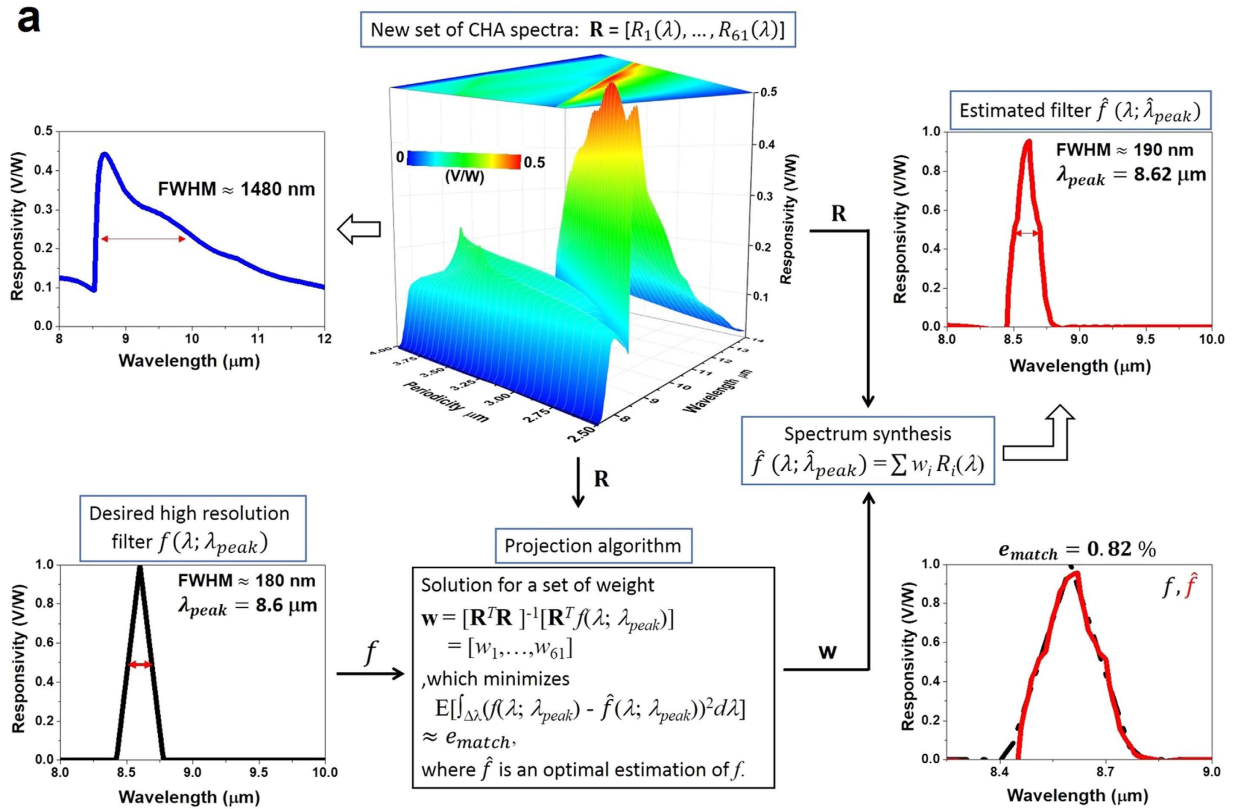 a
New set of CHA spectra: R = [R₁(λ), …, R₆₁(λ)]
0.5
0.4
0.3
0.2
0.1
0.0
8
9
10
11
12
Responsivity (V/W)
Wavelength (μm)
FWHM ≈ 1480 nm
0
0.5
(V/W)
0.5
0.4
0.3
0.2
0.1
Responsivity (V/W)
4.00
3.75
3.50
3.25
3.00
2.75
2.50
Periodicity μm
8
9
10
11
12
13
14
Wavelength μm
R
R
Estimated filter f̂ (λ; λ̂peak)
1.0
0.8
0.6
0.4
0.2
0.0
8.0
8.5
9.0
9.5
10.0
Responsivity (V/W)
Wavelength (μm)
FWHM ≈ 190 nm
λpeak = 8.62 μm
Spectrum synthesis
f̂ (λ; λ̂peak) = ∑ wᵢ Rᵢ(λ)
Desired high resolution
filter f(λ; λpeak)
1.0
0.8
0.6
0.4
0.2
0.0
8.0
8.5
9.0
9.5
10.0
Responsivity (V/W)
Wavelength (μm)
FWHM ≈ 180 nm
λpeak = 8.6 μm
f
Projection algorithm
Solution for a set of weight
w = [RᵀR ]⁻¹[Rᵀf(λ; λpeak)]
= [w₁,…,w₆₁]
,which minimizes
E[∫Δλ(f(λ; λpeak) - f̂(λ; λpeak))²dλ]
≈ ematch,
where f̂ is an optimal estimation of f.
w
ematch = 0.82 %
f, f̂
1.0
0.8
0.6
0.4
0.2
0.0
8.4
8.7
9.0
Responsivity (V/W)
Wavelength (μm)